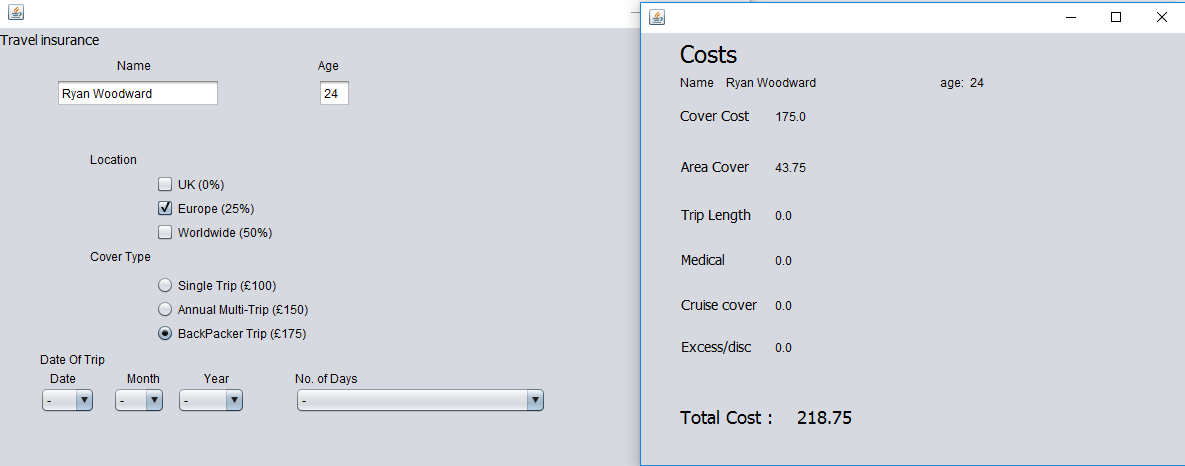 Travel insurance
Name Age
Ryan Woodward 24
Location
UK (0%)
Europe (25%)
Worldwide (50%)
Cover Type
Single Trip (£100)
Annual Multi-Trip (£150)
BackPacker Trip (£175)
Date Of Trip
Date Month Year No. of Days
- - - -
Costs
Name Ryan Woodward age: 24
Cover Cost 175.0
Area Cover 43.75
Trip Length 0.0
Medical 0.0
Cruise cover 0.0
Excess/disc 0.0
Total Cost : 218.75